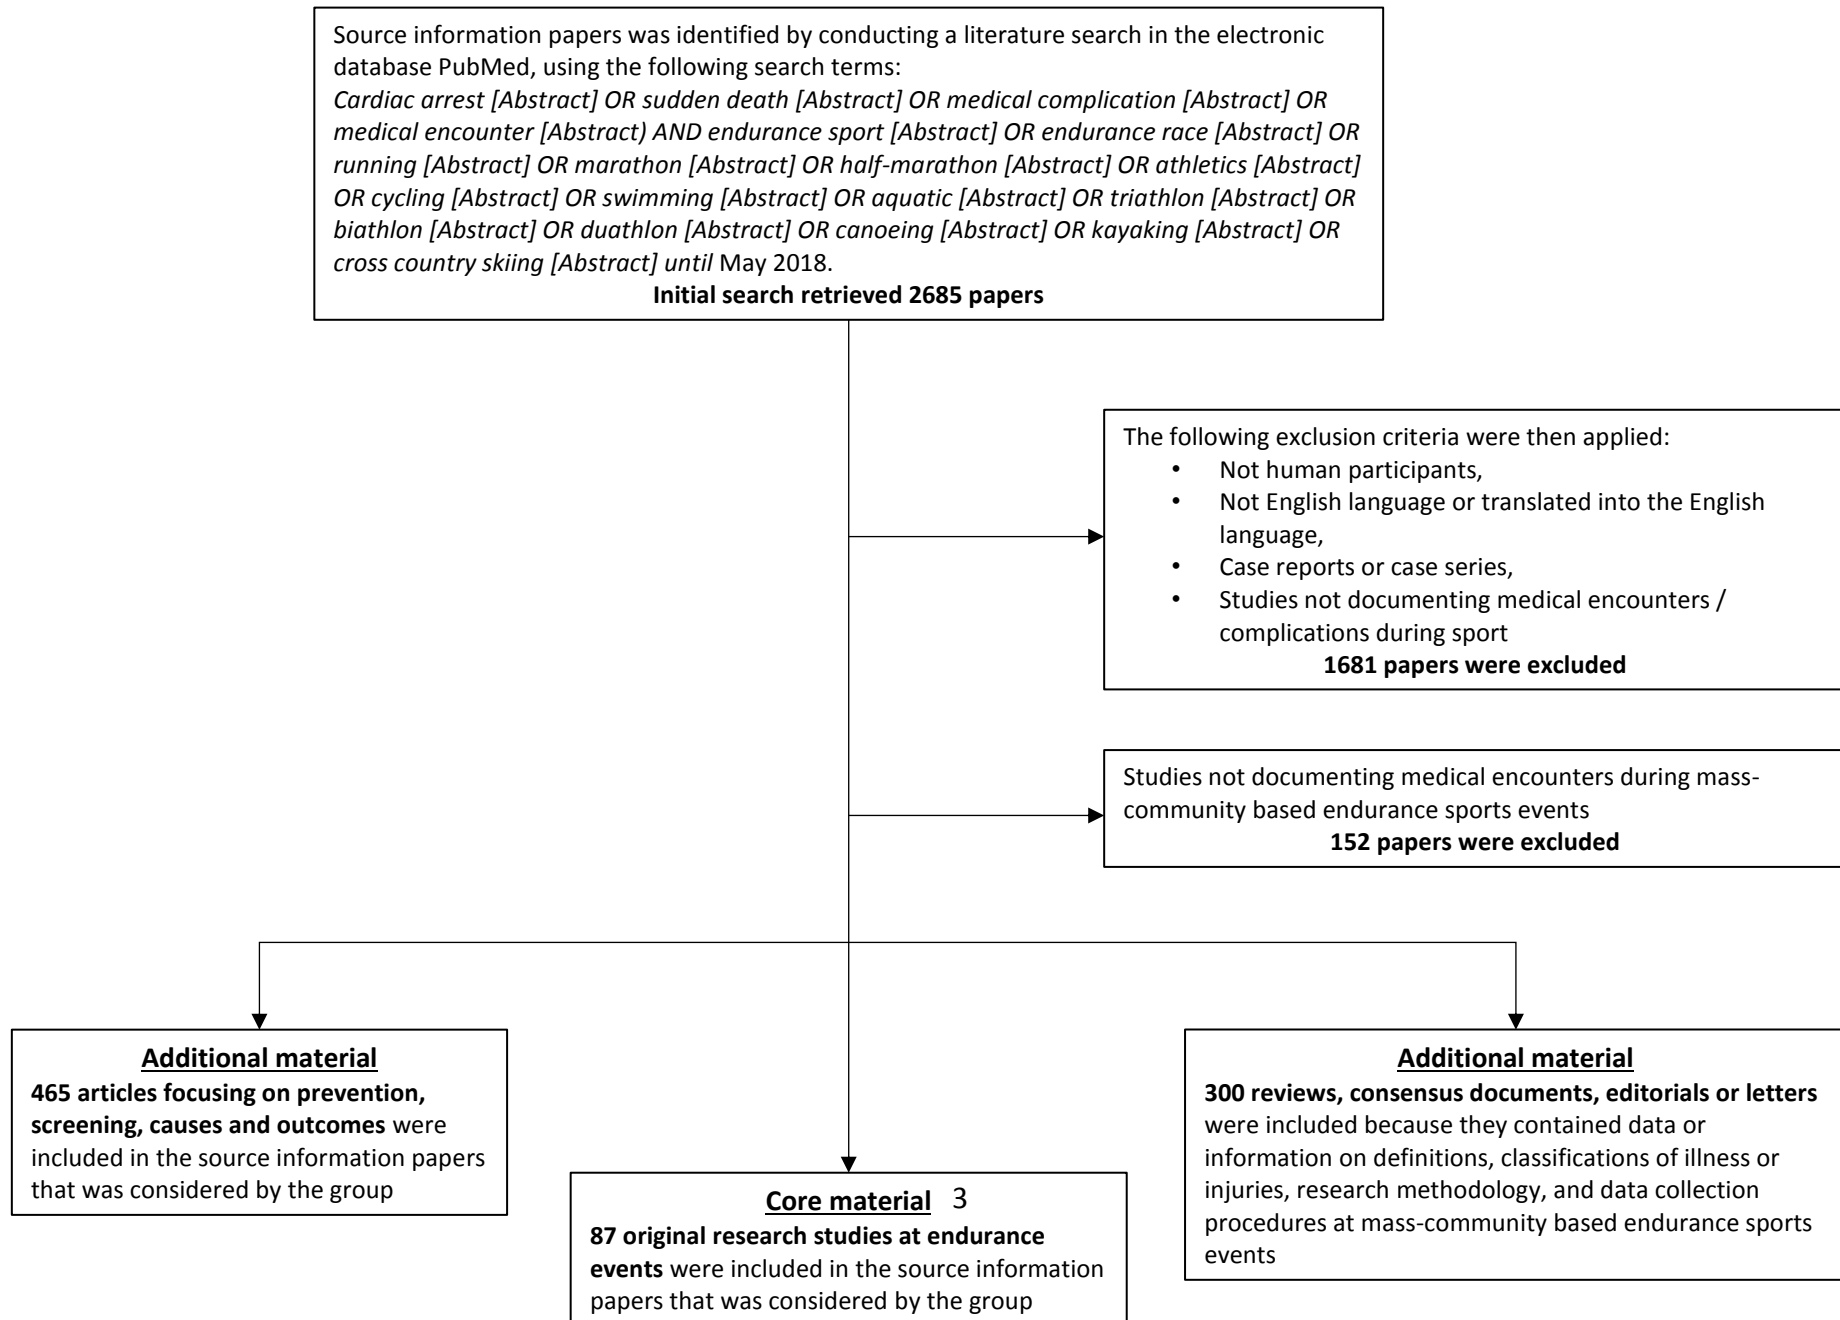 Source information papers was identified by conducting a literature search in the electronic
database PubMed, using the following search terms:
Cardiac arrest [Abstract] OR sudden death [Abstract] OR medical complication [Abstract] OR
medical encounter [Abstract) AND endurance sport [Abstract] OR endurance race [Abstract] OR
running [Abstract] OR marathon [Abstract] OR half-marathon [Abstract] OR athletics [Abstract]
OR cycling [Abstract] OR swimming [Abstract] OR aquatic [Abstract] OR triathlon [Abstract] OR
biathlon [Abstract] OR duathlon [Abstract] OR canoeing [Abstract] OR kayaking [Abstract] OR
cross country skiing [Abstract] until May 2018.
Initial search retrieved 2685 papers
The following exclusion criteria were then applied:
• Not human participants,
• Not English language or translated into the English
language,
• Case reports or case series,
• Studies not documenting medical encounters /
complications during sport
1681 papers were excluded
Studies not documenting medical encounters during mass-
community based endurance sports events
152 papers were excluded
Additional material
465 articles focusing on prevention,
screening, causes and outcomes were
included in the source information papers
that was considered by the group
Core material 3
87 original research studies at endurance
events were included in the source information
papers that was considered by the group
Additional material
300 reviews, consensus documents, editorials or letters
were included because they contained data or
information on definitions, classifications of illness or
injuries, research methodology, and data collection
procedures at mass-community based endurance sports
events